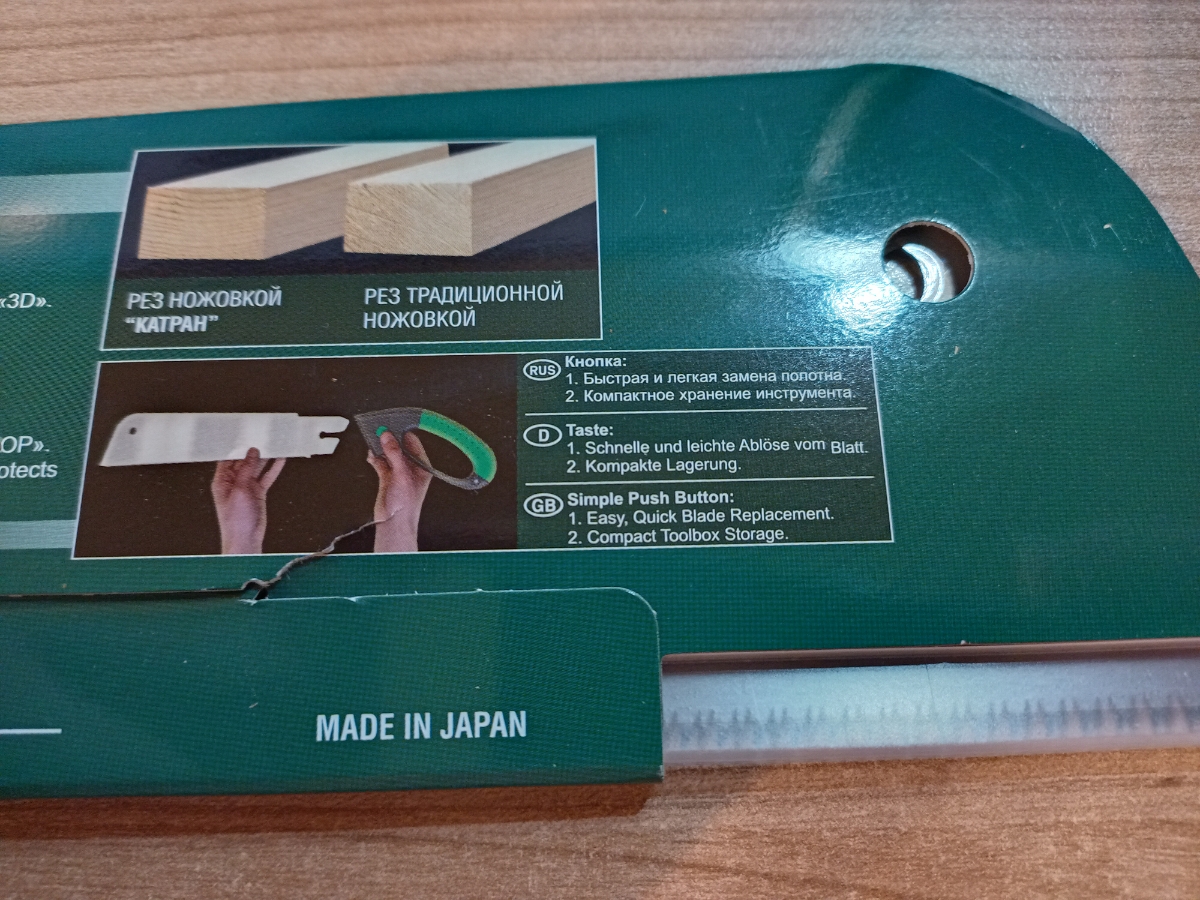 «3D».
РЕЗ НОЖОВКОЙ
“КАТРАН”
РЕЗ ТРАДИЦИОННОЙ
НОЖОВКОЙ
OP».
otects
RUS Кнопка:
1. Быстрая и легкая замена полотна.
2. Компактное хранение инструмента.
D Taste:
1. Schnelle und leichte Ablöse vom Blatt.
2. Kompakte Lagerung.
GB Simple Push Button:
1. Easy, Quick Blade Replacement.
2. Compact Toolbox Storage.
MADE IN JAPAN